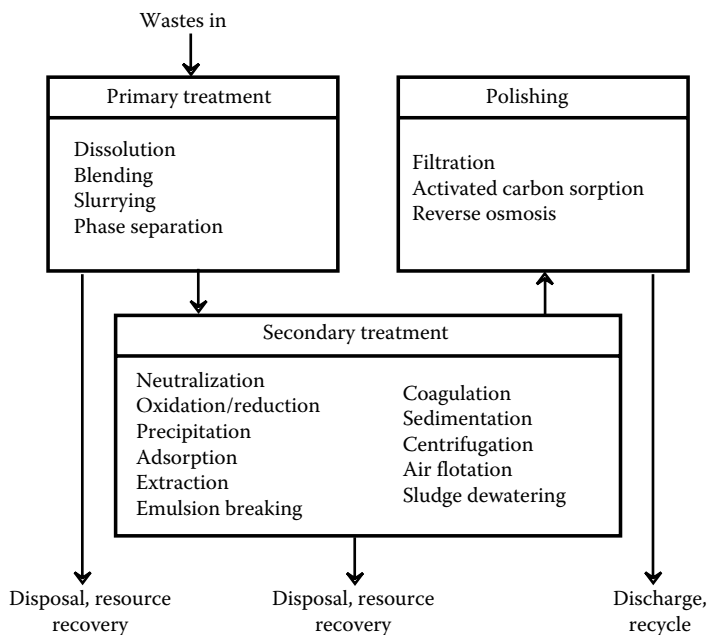 Wastes in
Primary treatment
Dissolution
Blending
Slurrying
Phase separation
Polishing
Filtration
Activated carbon sorption
Reverse osmosis
Secondary treatment
Neutralization
Oxidation/reduction
Precipitation
Adsorption
Extraction
Emulsion breaking
Coagulation
Sedimentation
Centrifugation
Air flotation
Sludge dewatering
Disposal, resource
recovery
Disposal, resource
recovery
Discharge,
recycle